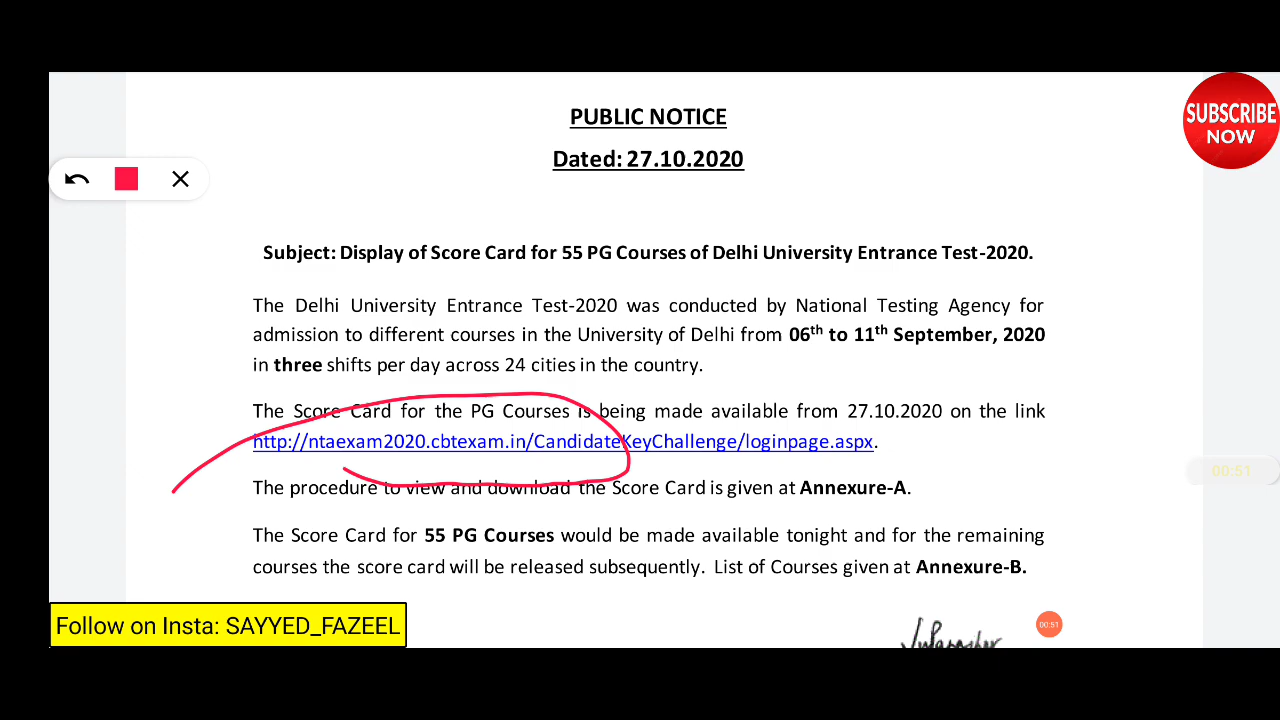 PUBLIC NOTICE
Dated: 27.10.2020
SUBSCRIBE
NOW
Subject: Display of Score Card for 55 PG Courses of Delhi University Entrance Test-2020.
The Delhi University Entrance Test-2020 was conducted by National Testing Agency for
admission to different courses in the University of Delhi from 06th to 11th September, 2020
in three shifts per day across 24 cities in the country.
The Score Card for the PG Courses is being made available from 27.10.2020 on the link
http://ntaexam2020.cbtexam.in/CandidateKeyChallenge/loginpage.aspx.
00:51
The procedure to view and download the Score Card is given at Annexure-A.
The Score Card for 55 PG Courses would be made available tonight and for the remaining
courses the score card will be released subsequently. List of Courses given at Annexure-B.
Follow on Insta: SAYYED_FAZEEL
00:51